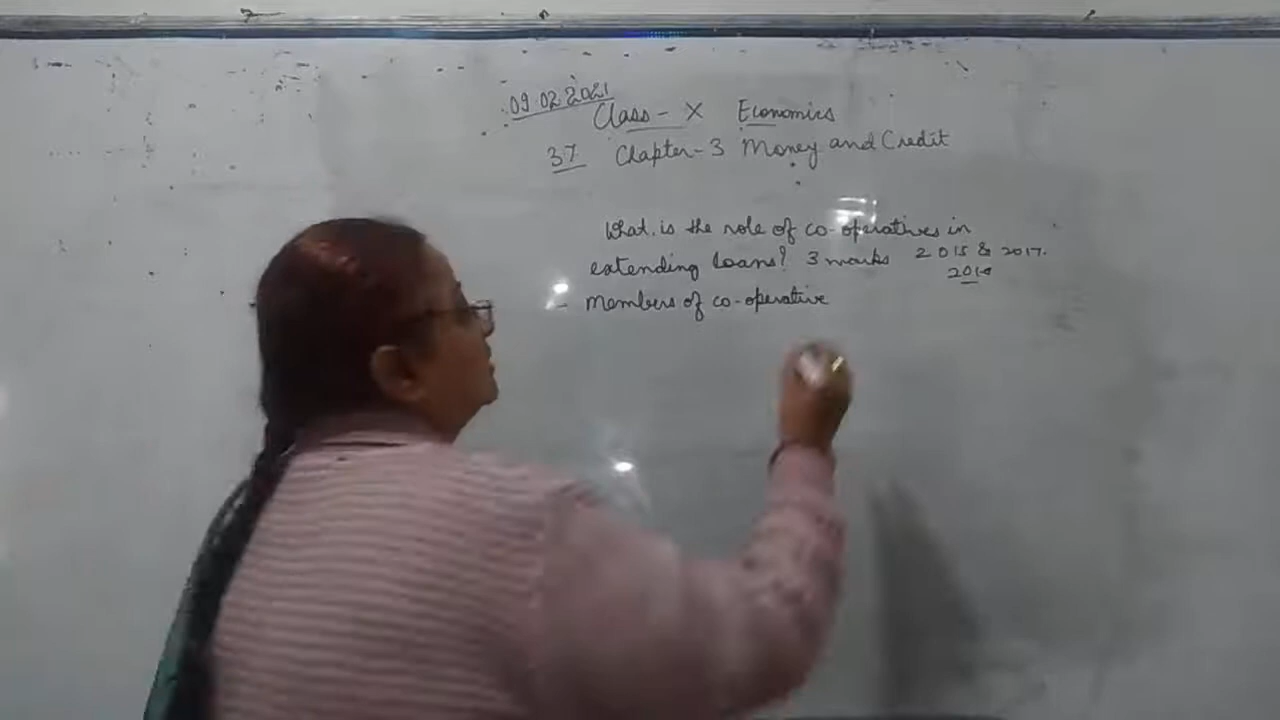 09.02.2021
Class - X Economics
37 Chapter-3 Money and Credit
What is the role of co-operatives in
extending loans? 3 marks 2015 & 2017.
- Members of co-operative